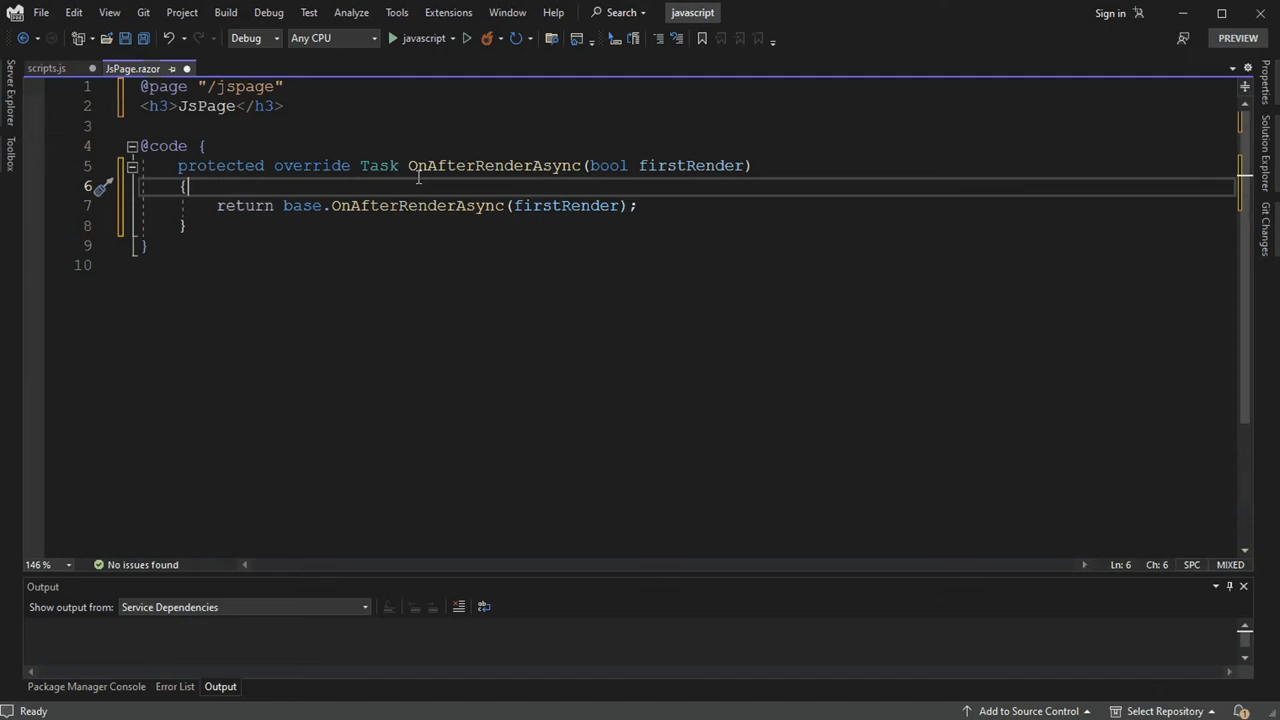 File Edit View Git Project Build Debug Test Analyze Tools Extensions Window Help Search javascript Sign in
Debug Any CPU javascript PREVIEW
scripts.js JsPage.razor
1 @page "/jspage"
2 <h3>JsPage</h3>
3
4 @code {
5 protected override Task OnAfterRenderAsync(bool firstRender)
6 {
7 return base.OnAfterRenderAsync(firstRender);
8 }
9 }
10
Server Explorer
Toolbox
Properties
Solution Explorer
Git Changes
146 % No issues found Ln: 6 Ch: 6 SPC MIXED
Output
Show output from: Service Dependencies
Package Manager Console Error List Output
Ready Add to Source Control Select Repository 1